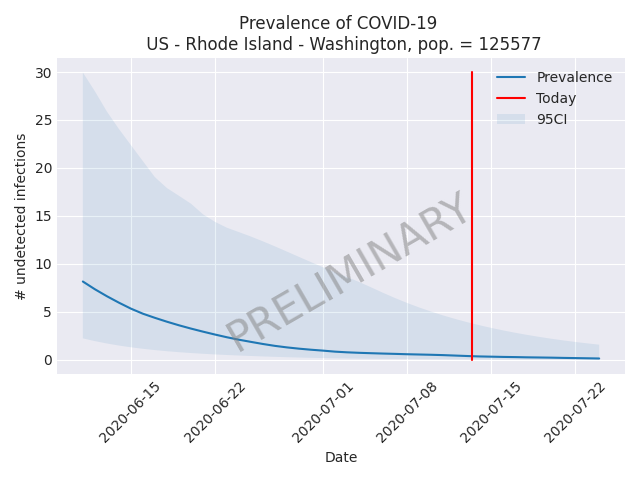 Prevalence of COVID-19
US - Rhode Island - Washington, pop. = 125577
# undetected infections
30
25
20
15
10
5
0
Prevalence
Today
95CI
PRELIMINARY
2020-06-15
2020-06-22
2020-07-01
2020-07-08
2020-07-15
2020-07-22
Date